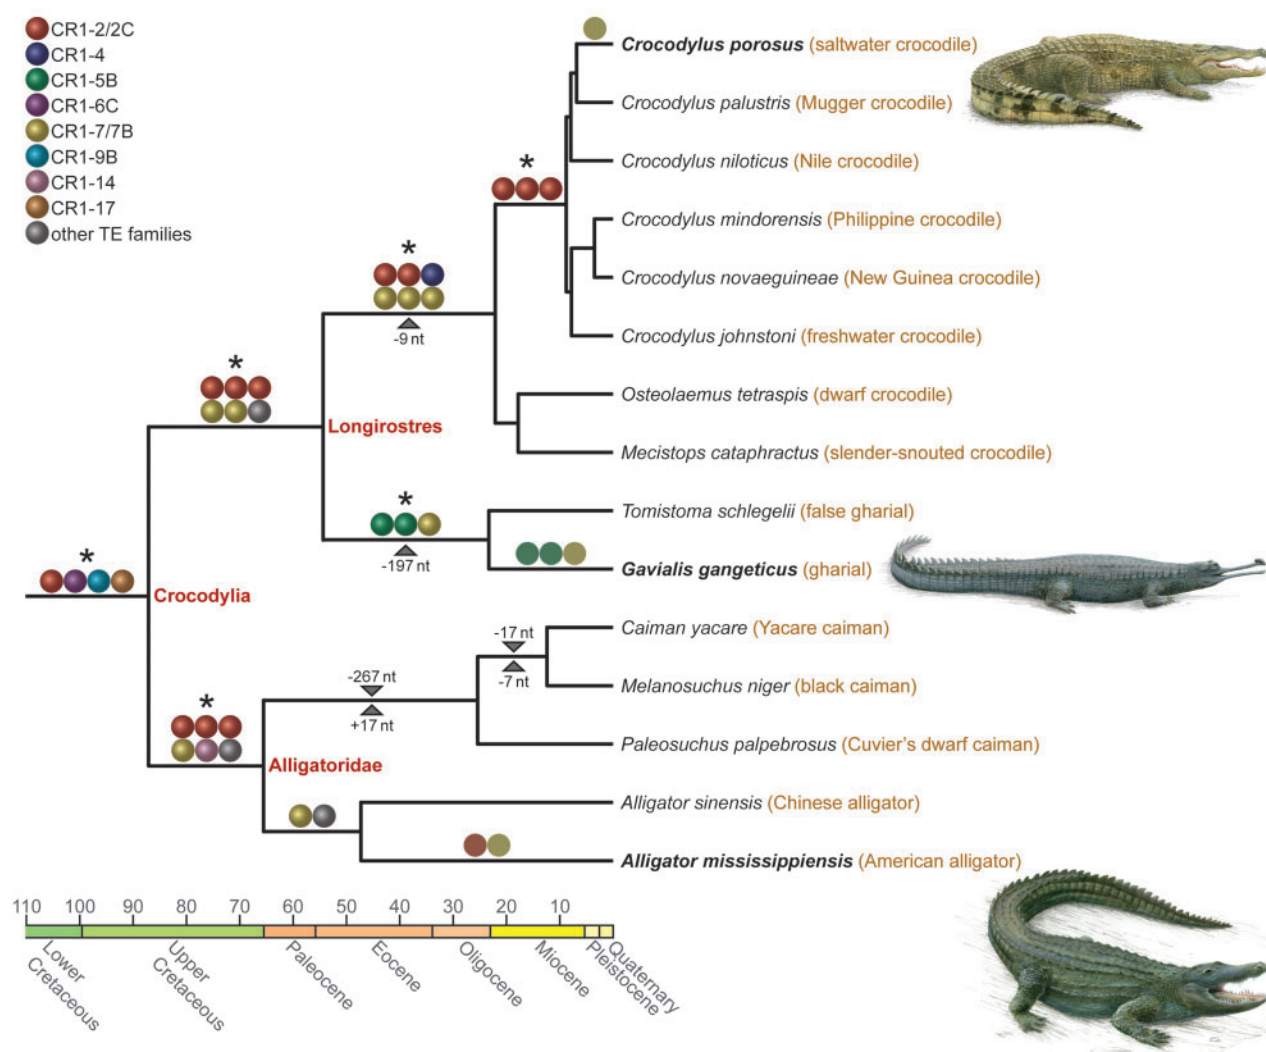 CR1-2/2C
CR1-4
CR1-5B
CR1-6C
CR1-7/7B
CR1-9B
CR1-14
CR1-17
other TE families
Crocodylus porosus (saltwater crocodile)
Crocodylus palustris (Mugger crocodile)
*
Crocodylus niloticus (Nile crocodile)
Crocodylus mindorensis (Philippine crocodile)
*
Crocodylus novaeguineae (New Guinea crocodile)
-9 nt
Crocodylus johnstoni (freshwater crocodile)
*
Osteolaemus tetraspis (dwarf crocodile)
Longirostres
Mecistops cataphractus (slender-snouted crocodile)
*
Tomistoma schlegelii (false gharial)
-197 nt
*
Gavialis gangeticus (gharial)
Crocodylia
-17 nt
Caiman yacare (Yacare caiman)
-267 nt
-7 nt
Melanosuchus niger (black caiman)
*
+17 nt
Paleosuchus palpebrosus (Cuvier's dwarf caiman)
Alligatoridae
Alligator sinensis (Chinese alligator)
Alligator mississippiensis (American alligator)
110 100 90 80 70 60 50 40 30 20 10
Lower Cretaceous
Upper Cretaceous
Paleocene
Eocene
Oligocene
Miocene
Pleistocene
Quaternary